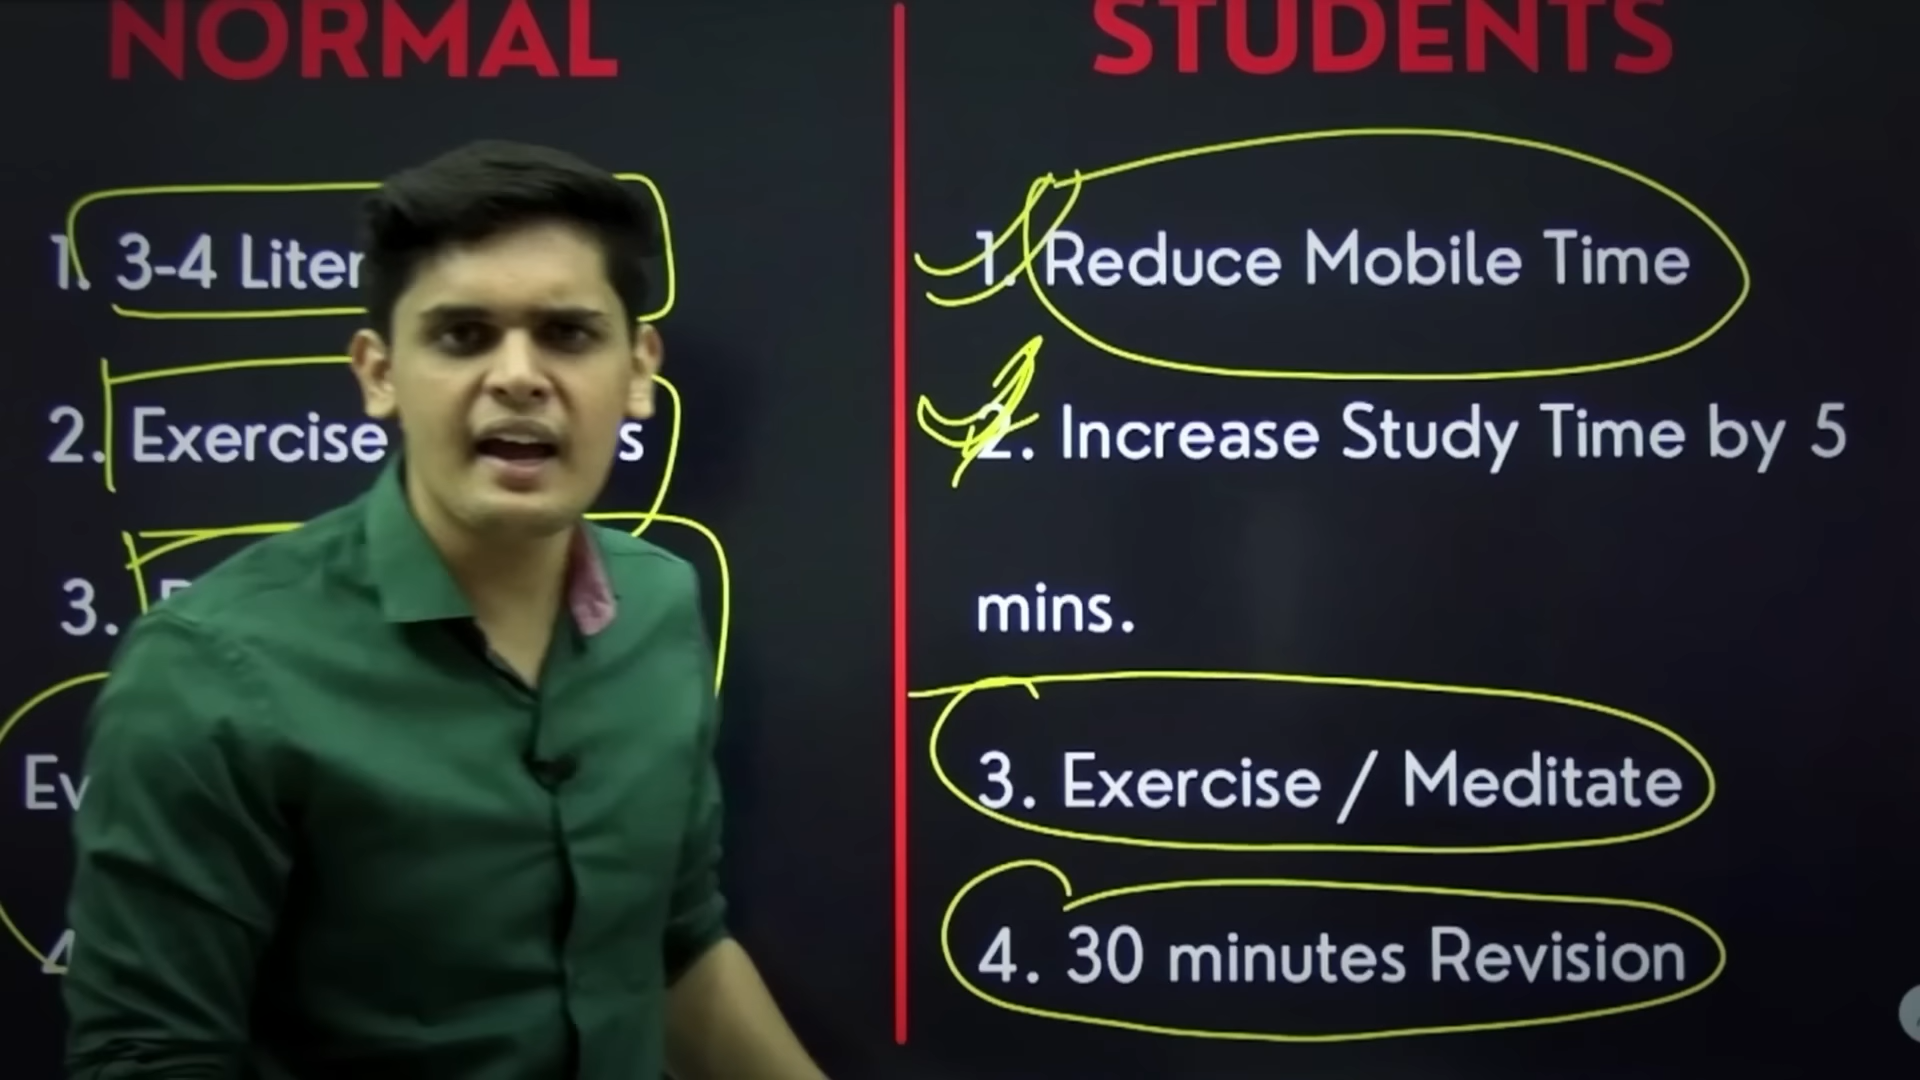 NORMAL
1. 3-4 Liter
2. Exercise
3.
Ev
4
STUDENTS
1. Reduce Mobile Time
2. Increase Study Time by 5
mins.
3. Exercise / Meditate
4. 30 minutes Revision